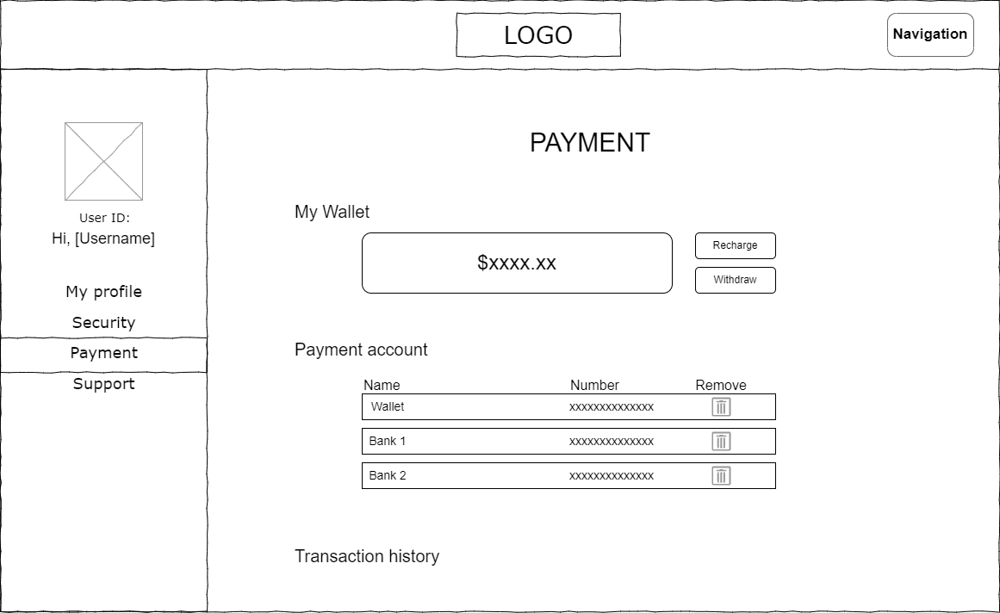 LOGO
Navigation
User ID:
Hi, [Username]
My profile
Security
Payment
Support
PAYMENT
My Wallet
$xxxx.xx
Recharge
Withdraw
Payment account
Name Number Remove
Wallet xxxxxxxxxxxxxx
Bank 1 xxxxxxxxxxxxxx
Bank 2 xxxxxxxxxxxxxx
Transaction history